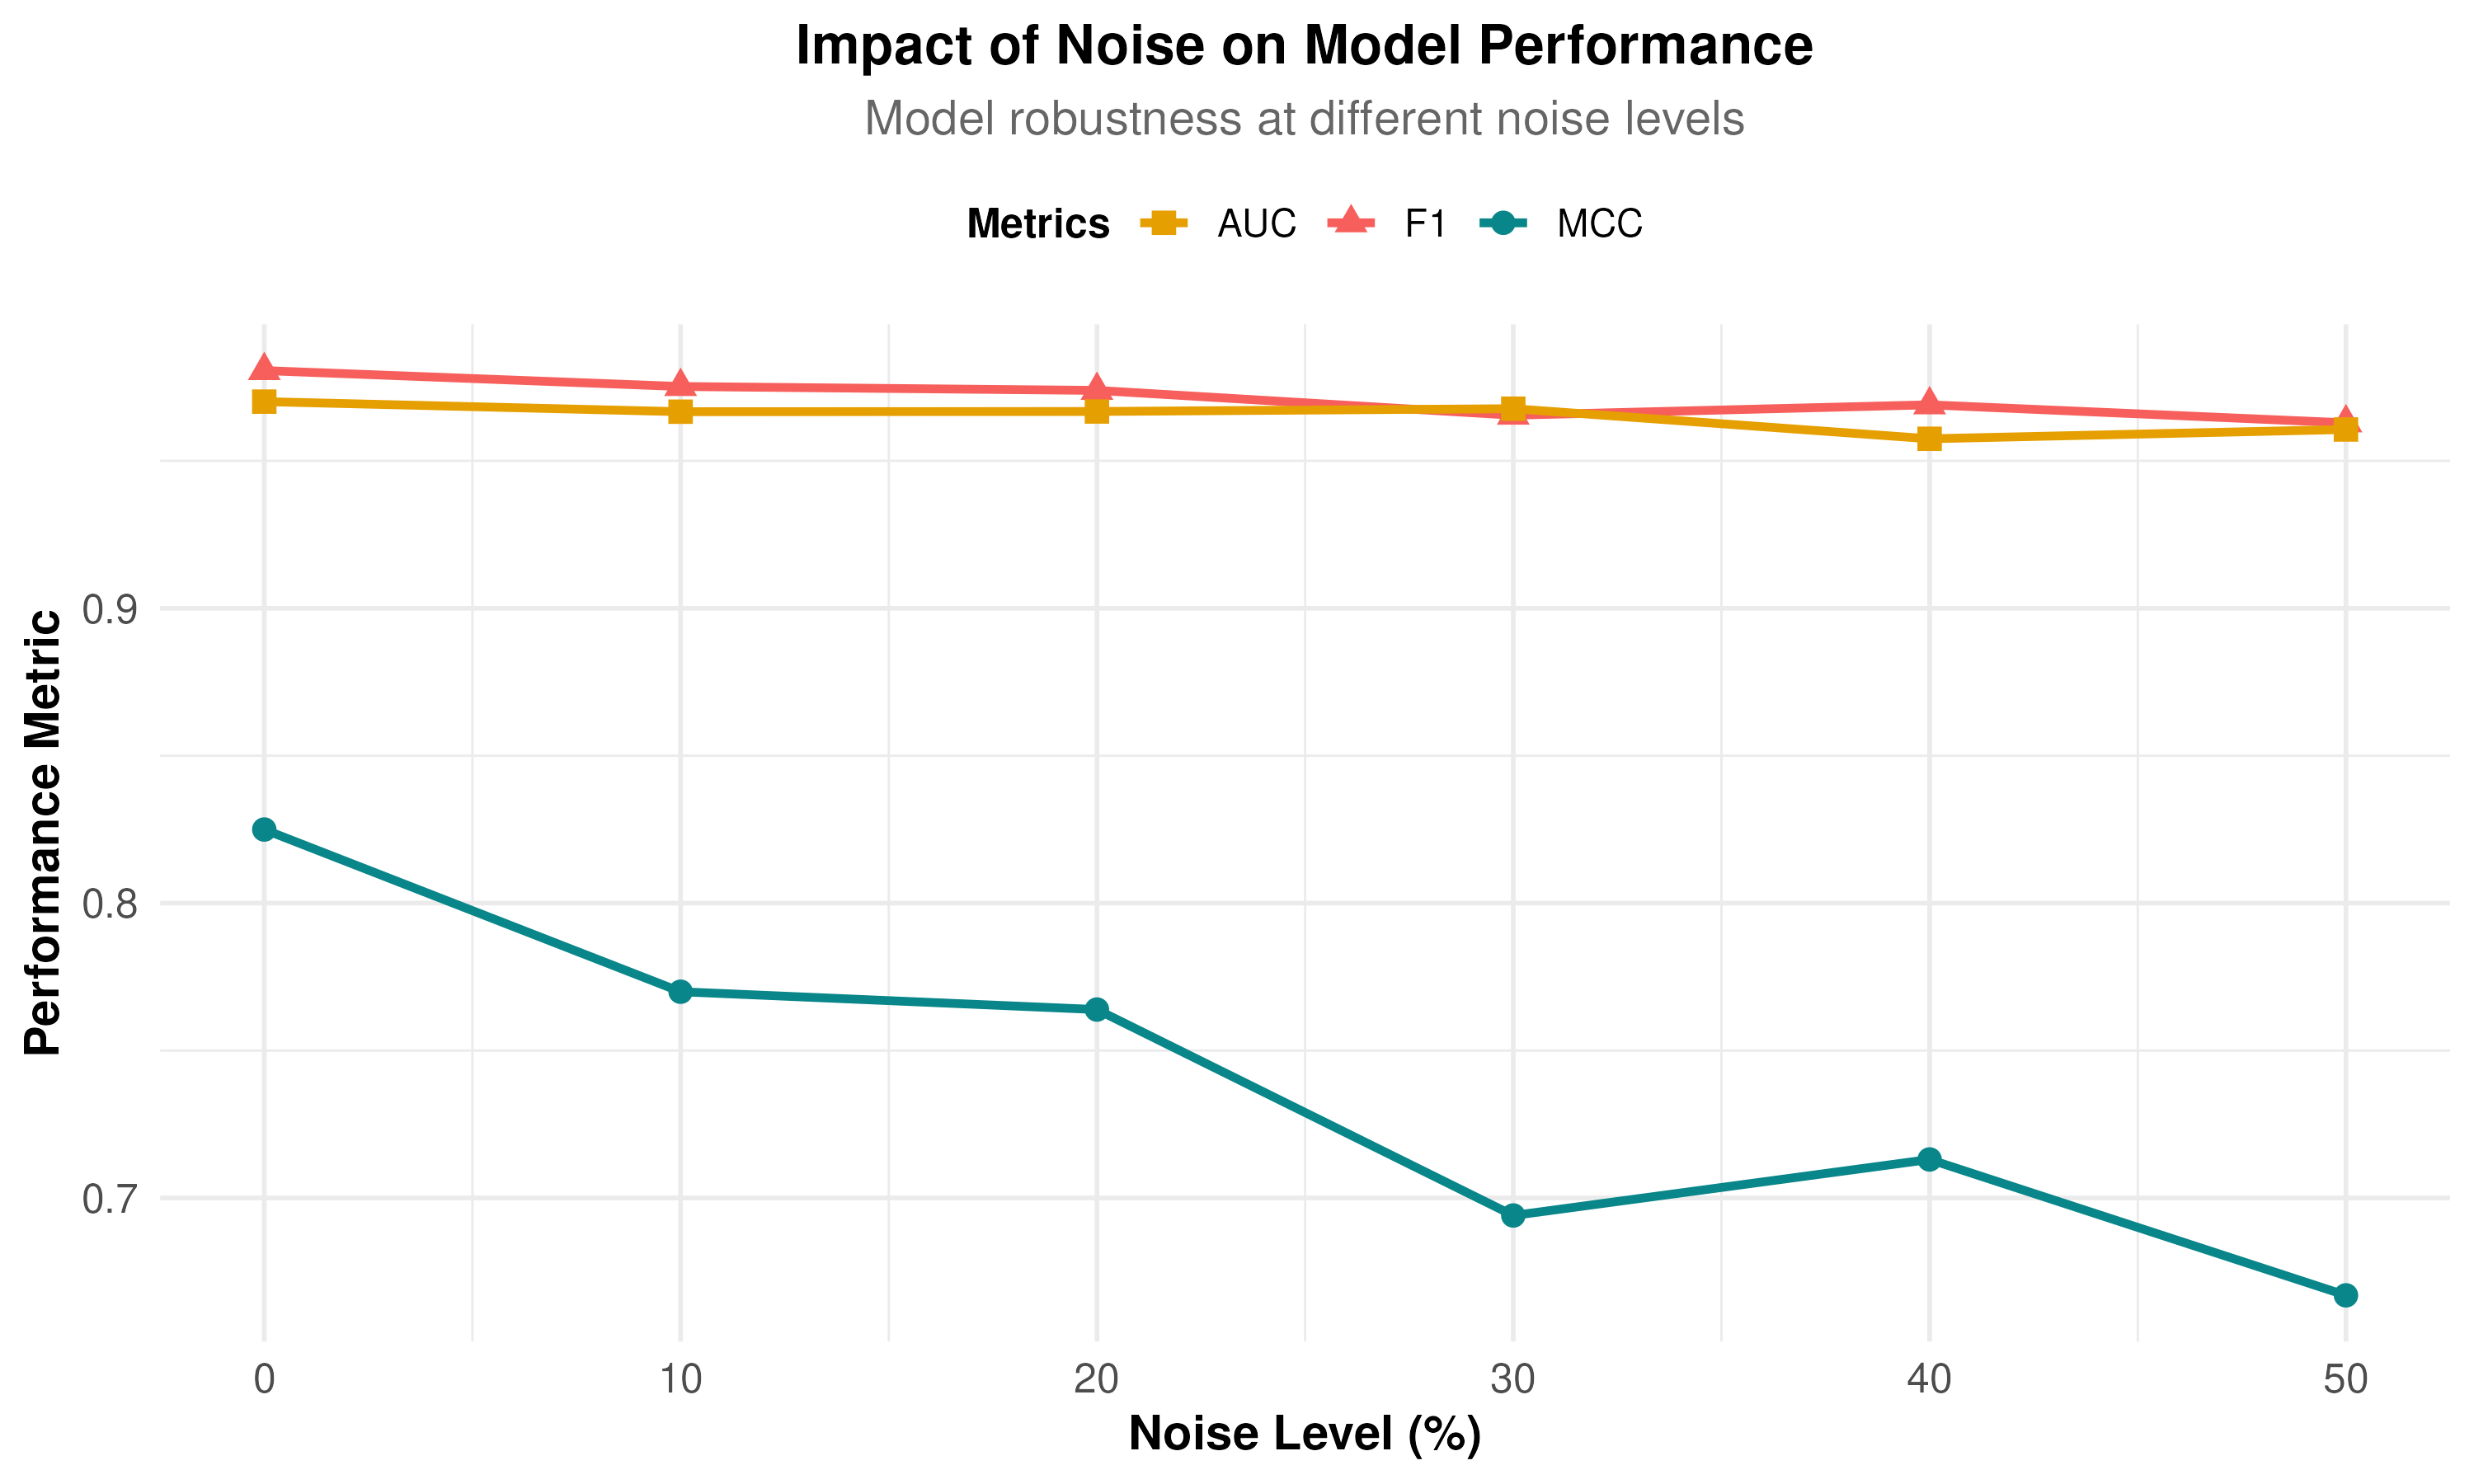 Impact of Noise on Model Performance
Model robustness at different noise levels
Metrics AUC F1 MCC
Performance Metric
0.9
0.8
0.7
0 10 20 30 40 50
Noise Level (%)